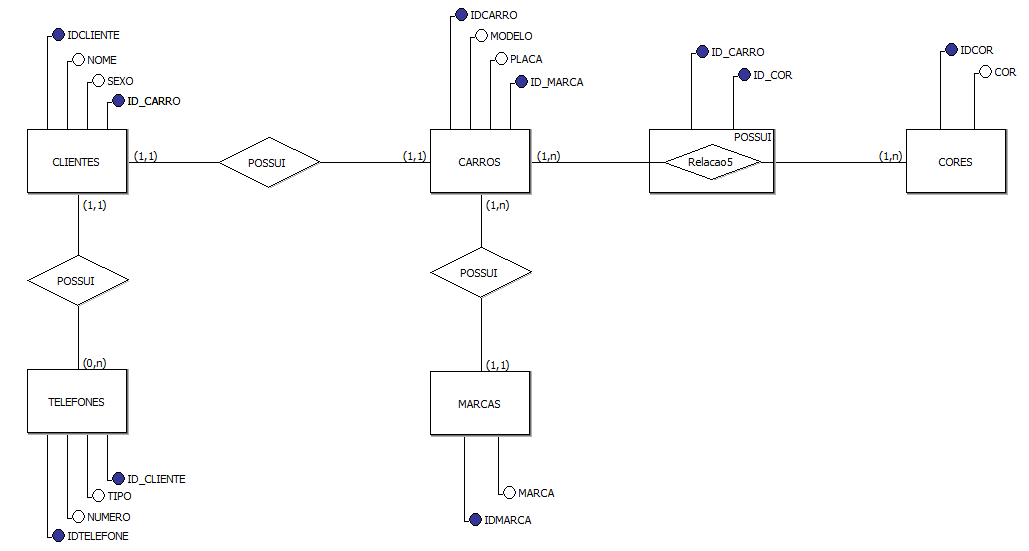 IDCLIENTE
NOME
SEXO
ID_CARRO
CLIENTES
(1,1)
POSSUI
(1,1)
IDCARRO
MODELO
PLACA
ID_MARCA
CARROS
(1,n)
ID_CARRO
ID_COR
POSSUI
Relacao5
(1,n)
IDCOR
COR
CORES
(1,1)
POSSUI
(0,n)
TELEFONES
ID_CLIENTE
TIPO
NUMERO
IDTELEFONE
(1,n)
POSSUI
(1,1)
MARCAS
MARCA
IDMARCA